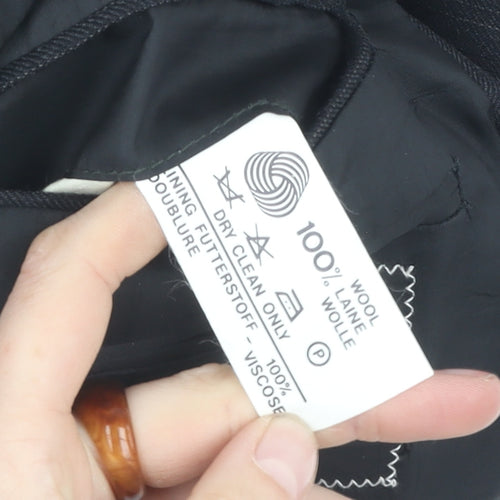 100%
WOOL
LAINE
WOLLE
P
DRY CLEAN ONLY
LINING FUTTERSTOFF - VISCOSE
DOUBLURE
100%